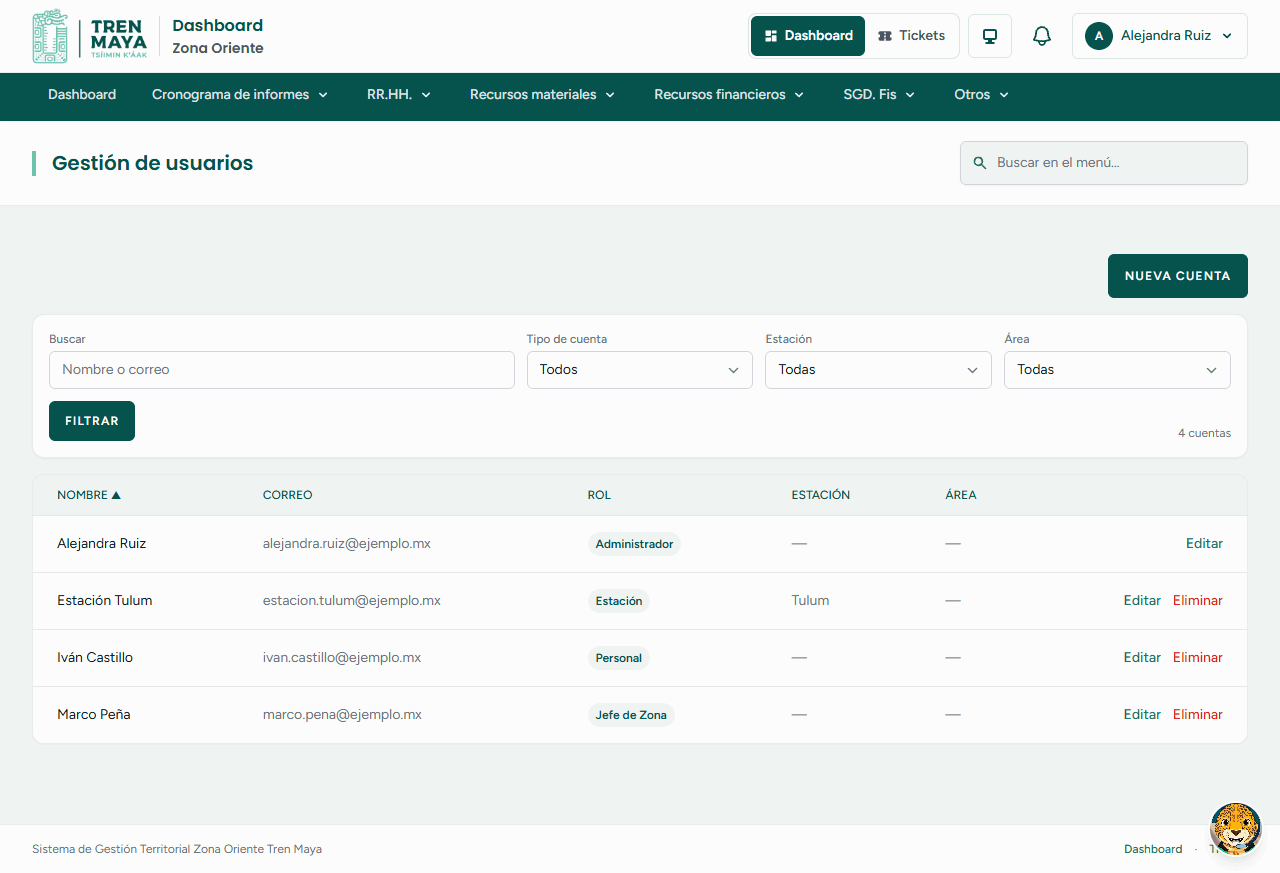 TREN
MAYA
TSÍIMIN K'ÁAK
Dashboard
Zona Oriente
Dashboard
Tickets
A
Alejandra Ruiz
Dashboard
Cronograma de informes
RR.HH.
Recursos materiales
Recursos financieros
SGD. Fis
Otros
Gestión de usuarios
Buscar en el menú...
NUEVA CUENTA
Buscar
Tipo de cuenta
Estación
Área
Nombre o correo
Todos
Todas
Todas
FILTRAR
4 cuentas
NOMBRE ▲ CORREO ROL ESTACIÓN ÁREA
Alejandra Ruiz alejandra.ruiz@ejemplo.mx Administrador — — Editar
Estación Tulum estacion.tulum@ejemplo.mx Estación Tulum — Editar Eliminar
Iván Castillo ivan.castillo@ejemplo.mx Personal — — Editar Eliminar
Marco Peña marco.pena@ejemplo.mx Jefe de Zona — — Editar Eliminar
Sistema de Gestión Territorial Zona Oriente Tren Maya
Dashboard ·